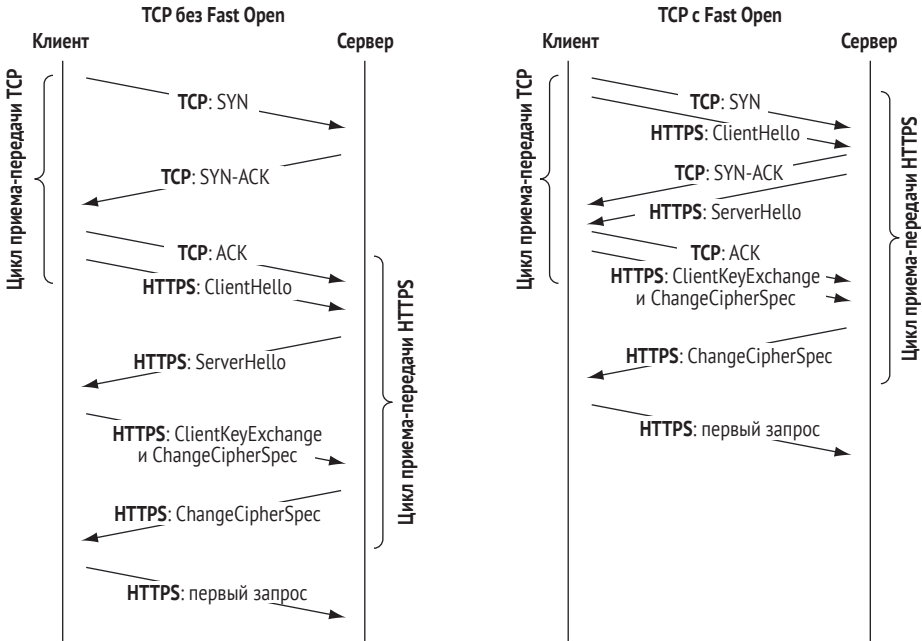 TCP без Fast Open
Клиент
Сервер
Цикл приема-передачи TCP
TCP: SYN
TCP: SYN-ACK
TCP: ACK
HTTPS: ClientHello
HTTPS: ServerHello
HTTPS: ClientKeyExchange
и ChangeCipherSpec
HTTPS: ChangeCipherSpec
HTTPS: первый запрос
Цикл приема-передачи HTTPS
TCP с Fast Open
Клиент
Сервер
Цикл приема-передачи TCP
TCP: SYN
HTTPS: ClientHello
TCP: SYN-ACK
HTTPS: ServerHello
TCP: ACK
HTTPS: ClientKeyExchange
и ChangeCipherSpec
HTTPS: ChangeCipherSpec
HTTPS: первый запрос
Цикл приема-передачи HTTPS